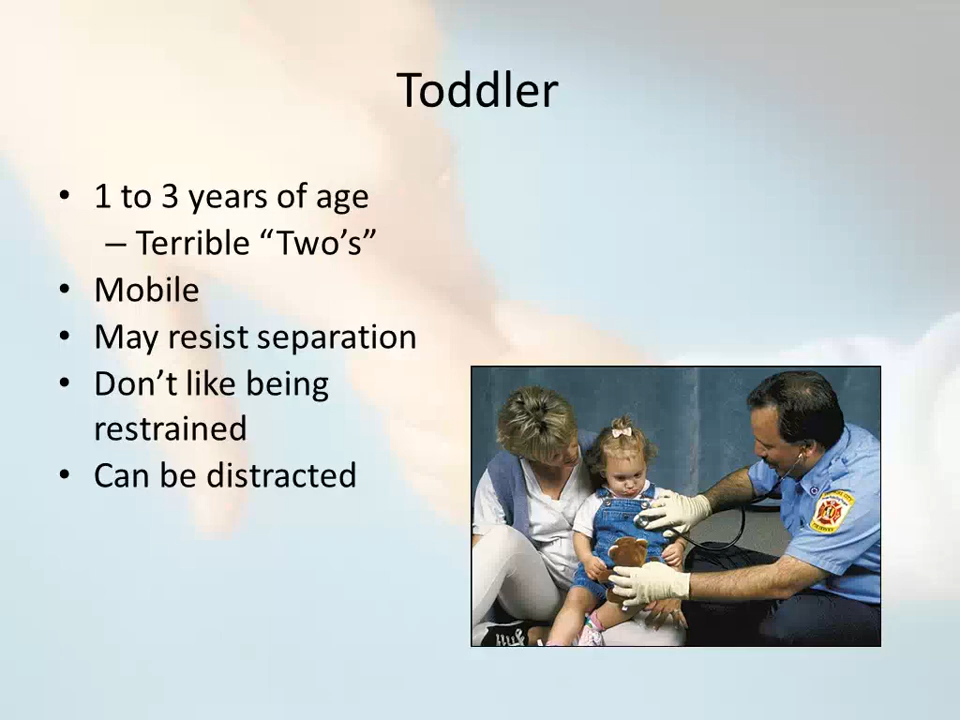 Toddler
• 1 to 3 years of age
– Terrible “Two’s”
• Mobile
• May resist separation
• Don’t like being
restrained
• Can be distracted